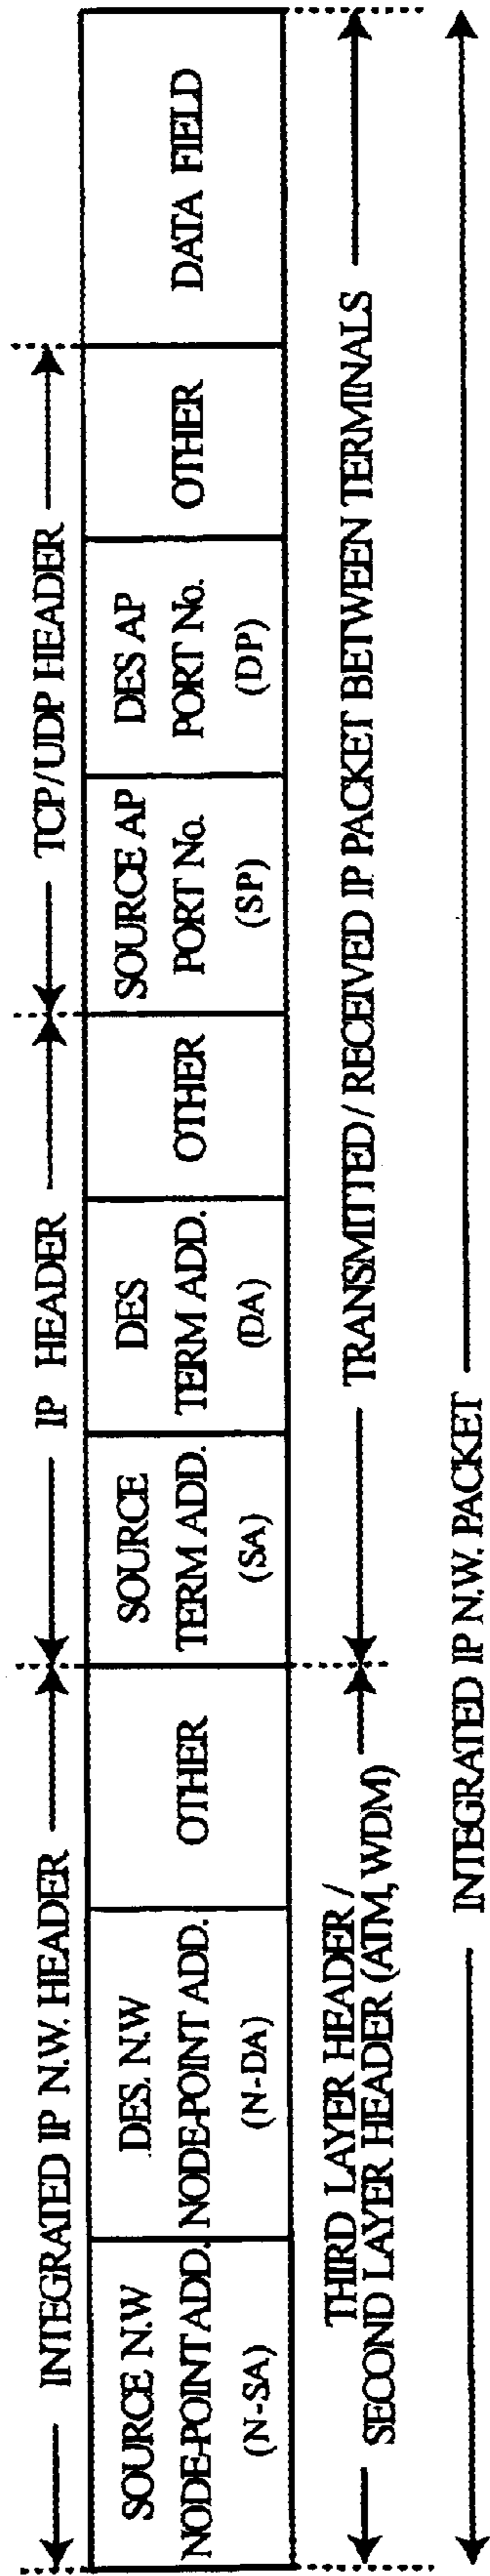 INTEGRATED IP N.W. HEADER
IP HEADER
TCP/UDP HEADER
SOURCE N.W
NODE-POINT ADD.
(N-SA)
DES. N.W
NODE-POINT ADD.
(N-DA)
OTHER
SOURCE
TERM ADD.
(SA)
DES
TERM ADD.
(DA)
OTHER
SOURCE AP
PORT No.
(SP)
DES AP
PORT No.
(DP)
OTHER
DATA FIELD
THIRD LAYER HEADER /
SECOND LAYER HEADER (ATM, WDM)
TRANSMITTED/ RECEIVED IP PACKET BETWEEN TERMINALS
INTEGRATED IP N.W. PACKET